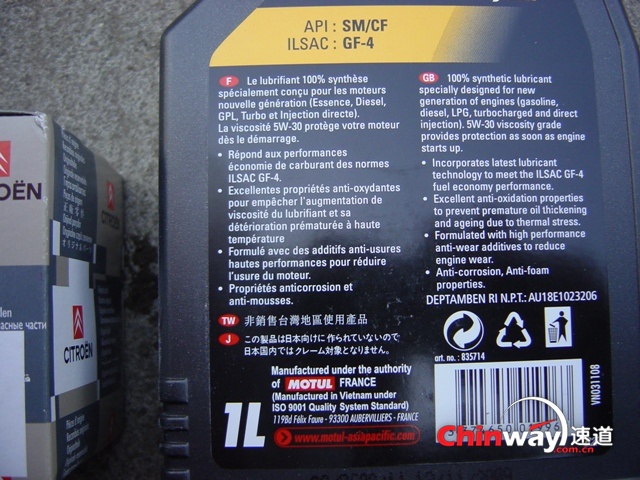 API : SM/CF
ILSAC : GF-4
F Le lubrifiant 100% synthèse
spécialement conçu pour les moteurs
nouvelle génération (Essence, Diesel,
GPL, Turbo et Injection directe).
La viscosité 5W-30 protège votre moteur
dès le démarrage.
• Répond aux performances
économie de carburant des normes
ILSAC GF-4.
• Excellentes propriétés anti-oxydantes
pour empêcher l'augmentation de
viscosité du lubrifiant et sa
détérioration prématurée à haute
température
• Formulé avec des additifs anti-usures
hautes performances pour réduire
l'usure du moteur.
• Propriétés anticorrosion et
anti-mousses.
GB 100% synthetic lubricant
specially designed for new
generation of engines (gasoline,
diesel, LPG, turbocharged and direct
injection). 5W-30 viscosity grade
provides protection as soon as engine
starts up.
• Incorporates latest lubricant
technology to meet the ILSAC GF-4
fuel economy performance.
• Excellent anti-oxidation properties
to prevent premature oil thickening
and ageing due to thermal stress.
• Formulated with high performance
anti-wear additives to reduce
engine wear.
• Anti-corrosion, Anti-foam
properties.
DEPTAMBEN RI N.P.T.: AU18E1023206
TW 非銷售台灣地區使用產品
J この製品は日本向けに作られていないので
日本国内ではクレーム対象となりません。
Manufactured under the authority
of MOTUL FRANCE
(Manufactured in Vietnam under
ISO 9001 Quality System Standard)
119Bd Félix Faure - 93300 AUBERVILLIERS - FRANCE
www.motul-asiapacific.com
1L
art. no. : 835714
VN031108
CITROËN
CITROËN
Chinway 速道
.com.cn